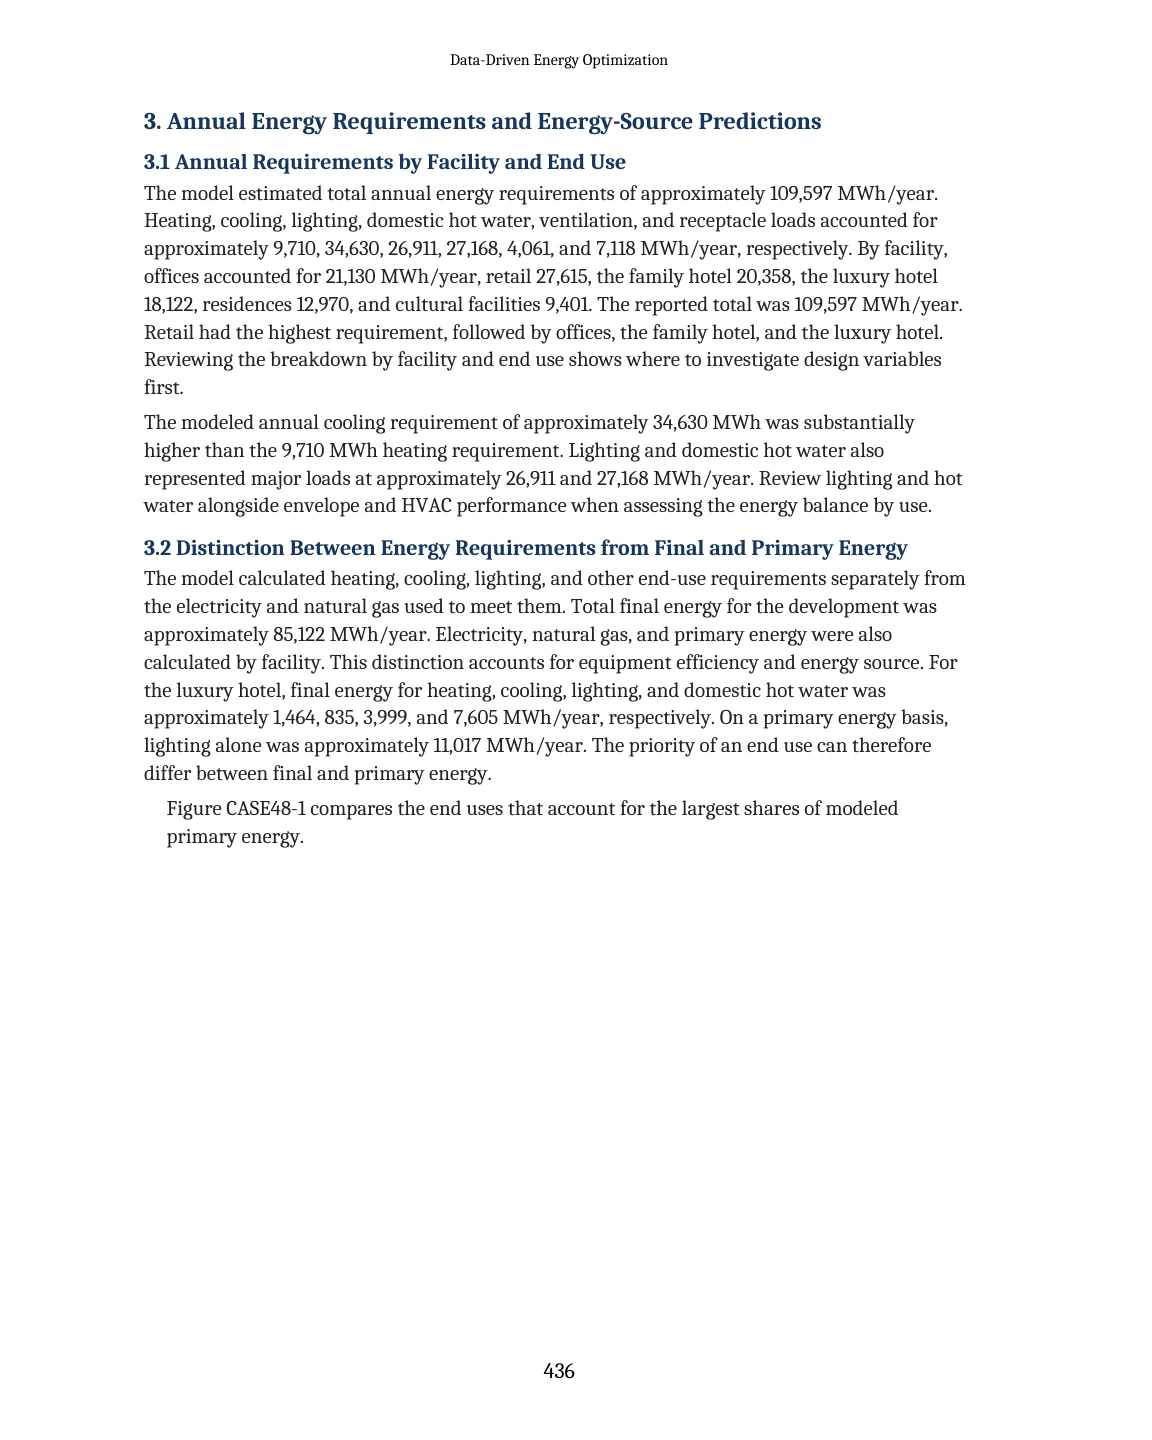 Data-Driven Energy Optimization
3. Annual Energy Requirements and Energy-Source Predictions
3.1 Annual Requirements by Facility and End Use
The model estimated total annual energy requirements of approximately 109,597 MWh/year.
Heating, cooling, lighting, domestic hot water, ventilation, and receptacle loads accounted for
approximately 9,710, 34,630, 26,911, 27,168, 4,061, and 7,118 MWh/year, respectively. By facility,
offices accounted for 21,130 MWh/year, retail 27,615, the family hotel 20,358, the luxury hotel
18,122, residences 12,970, and cultural facilities 9,401. The reported total was 109,597 MWh/year.
Retail had the highest requirement, followed by offices, the family hotel, and the luxury hotel.
Reviewing the breakdown by facility and end use shows where to investigate design variables
first.
The modeled annual cooling requirement of approximately 34,630 MWh was substantially
higher than the 9,710 MWh heating requirement. Lighting and domestic hot water also
represented major loads at approximately 26,911 and 27,168 MWh/year. Review lighting and hot
water alongside envelope and HVAC performance when assessing the energy balance by use.
3.2 Distinction Between Energy Requirements from Final and Primary Energy
The model calculated heating, cooling, lighting, and other end-use requirements separately from
the electricity and natural gas used to meet them. Total final energy for the development was
approximately 85,122 MWh/year. Electricity, natural gas, and primary energy were also
calculated by facility. This distinction accounts for equipment efficiency and energy source. For
the luxury hotel, final energy for heating, cooling, lighting, and domestic hot water was
approximately 1,464, 835, 3,999, and 7,605 MWh/year, respectively. On a primary energy basis,
lighting alone was approximately 11,017 MWh/year. The priority of an end use can therefore
differ between final and primary energy.
Figure CASE48-1 compares the end uses that account for the largest shares of modeled
primary energy.
436